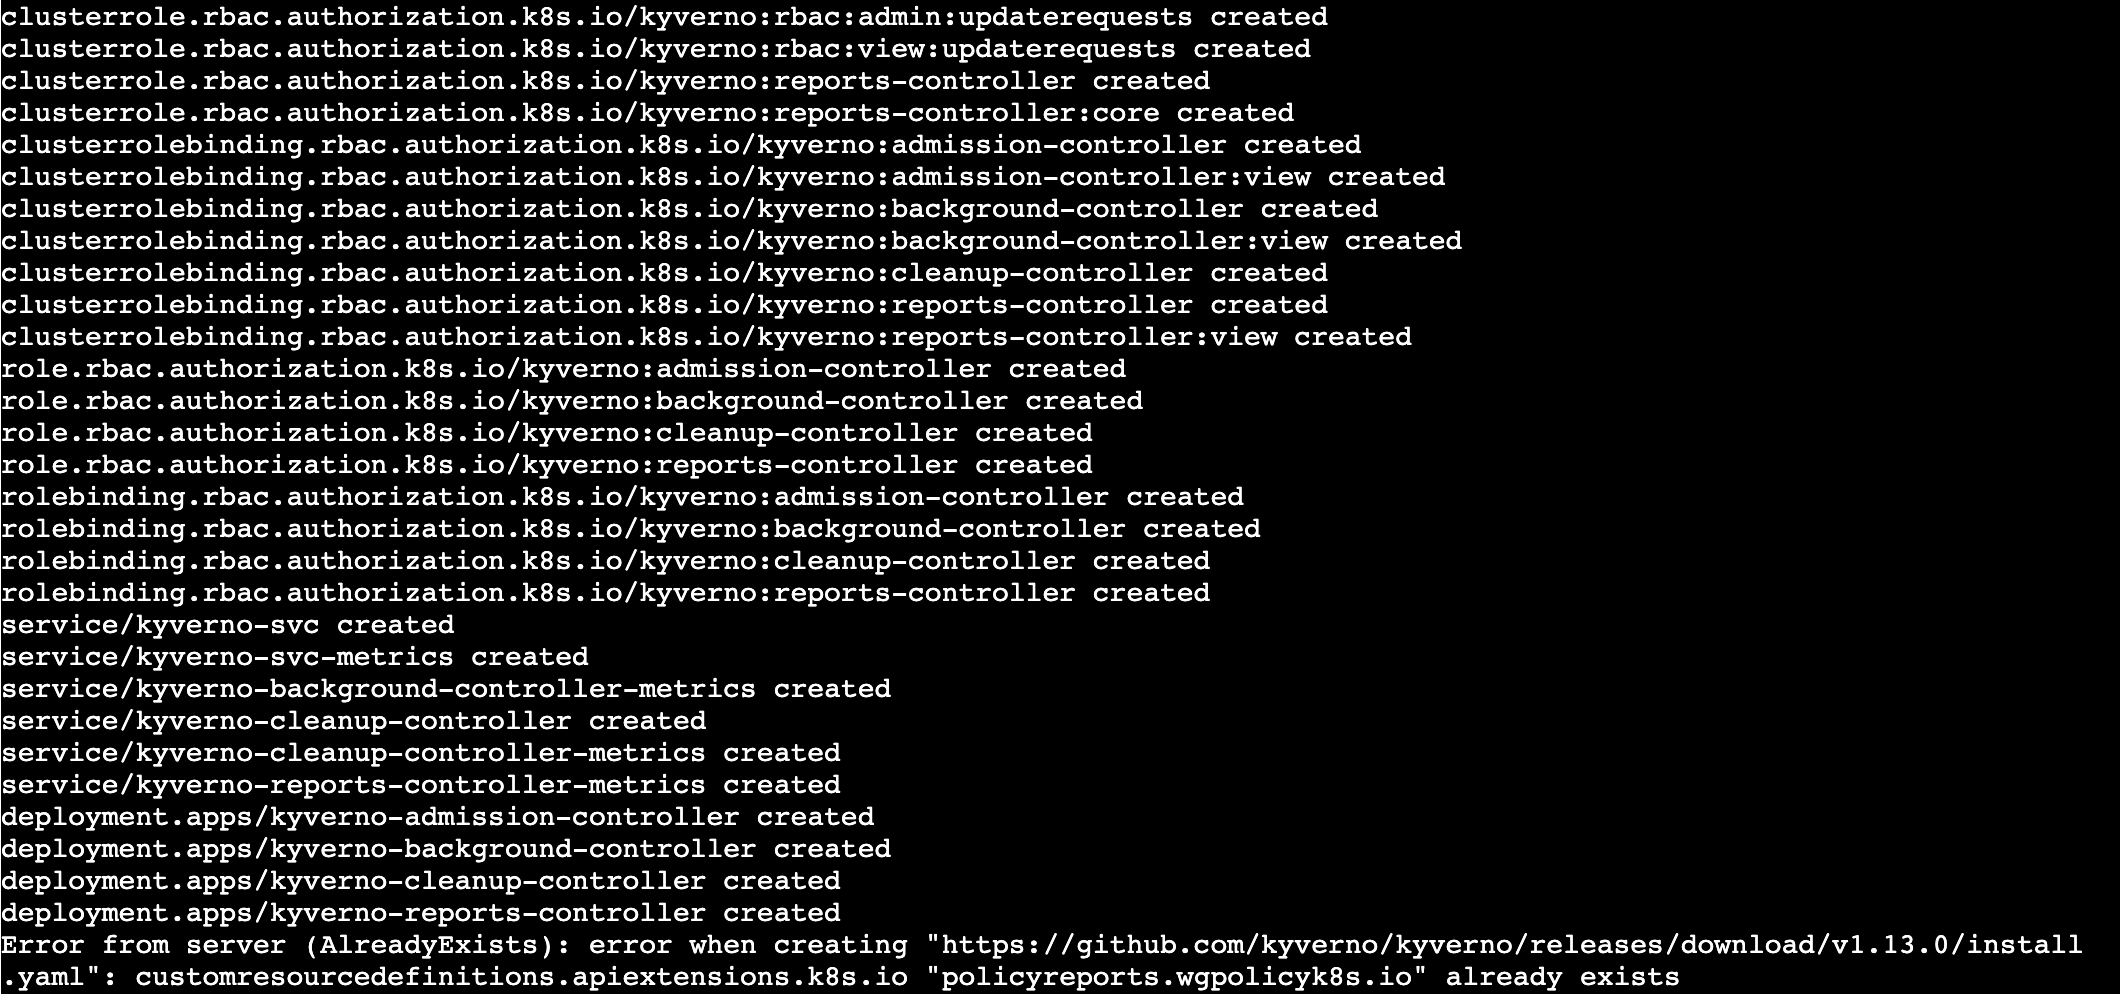 clusterrole.rbac.authorization.k8s.io/kyverno:rbac:admin:updaterequests created
clusterrole.rbac.authorization.k8s.io/kyverno:rbac:view:updaterequests created
clusterrole.rbac.authorization.k8s.io/kyverno:reports-controller created
clusterrole.rbac.authorization.k8s.io/kyverno:reports-controller:core created
clusterrolebinding.rbac.authorization.k8s.io/kyverno:admission-controller created
clusterrolebinding.rbac.authorization.k8s.io/kyverno:admission-controller:view created
clusterrolebinding.rbac.authorization.k8s.io/kyverno:background-controller created
clusterrolebinding.rbac.authorization.k8s.io/kyverno:background-controller:view created
clusterrolebinding.rbac.authorization.k8s.io/kyverno:cleanup-controller created
clusterrolebinding.rbac.authorization.k8s.io/kyverno:reports-controller created
clusterrolebinding.rbac.authorization.k8s.io/kyverno:reports-controller:view created
role.rbac.authorization.k8s.io/kyverno:admission-controller created
role.rbac.authorization.k8s.io/kyverno:background-controller created
role.rbac.authorization.k8s.io/kyverno:cleanup-controller created
role.rbac.authorization.k8s.io/kyverno:reports-controller created
rolebinding.rbac.authorization.k8s.io/kyverno:admission-controller created
rolebinding.rbac.authorization.k8s.io/kyverno:background-controller created
rolebinding.rbac.authorization.k8s.io/kyverno:cleanup-controller created
rolebinding.rbac.authorization.k8s.io/kyverno:reports-controller created
service/kyverno-svc created
service/kyverno-svc-metrics created
service/kyverno-background-controller-metrics created
service/kyverno-cleanup-controller created
service/kyverno-cleanup-controller-metrics created
service/kyverno-reports-controller-metrics created
deployment.apps/kyverno-admission-controller created
deployment.apps/kyverno-background-controller created
deployment.apps/kyverno-cleanup-controller created
deployment.apps/kyverno-reports-controller created
Error from server (AlreadyExists): error when creating "https://github.com/kyverno/kyverno/releases/download/v1.13.0/install
.yaml": customresourcedefinitions.apiextensions.k8s.io "policyreports.wgpolicyk8s.io" already exists